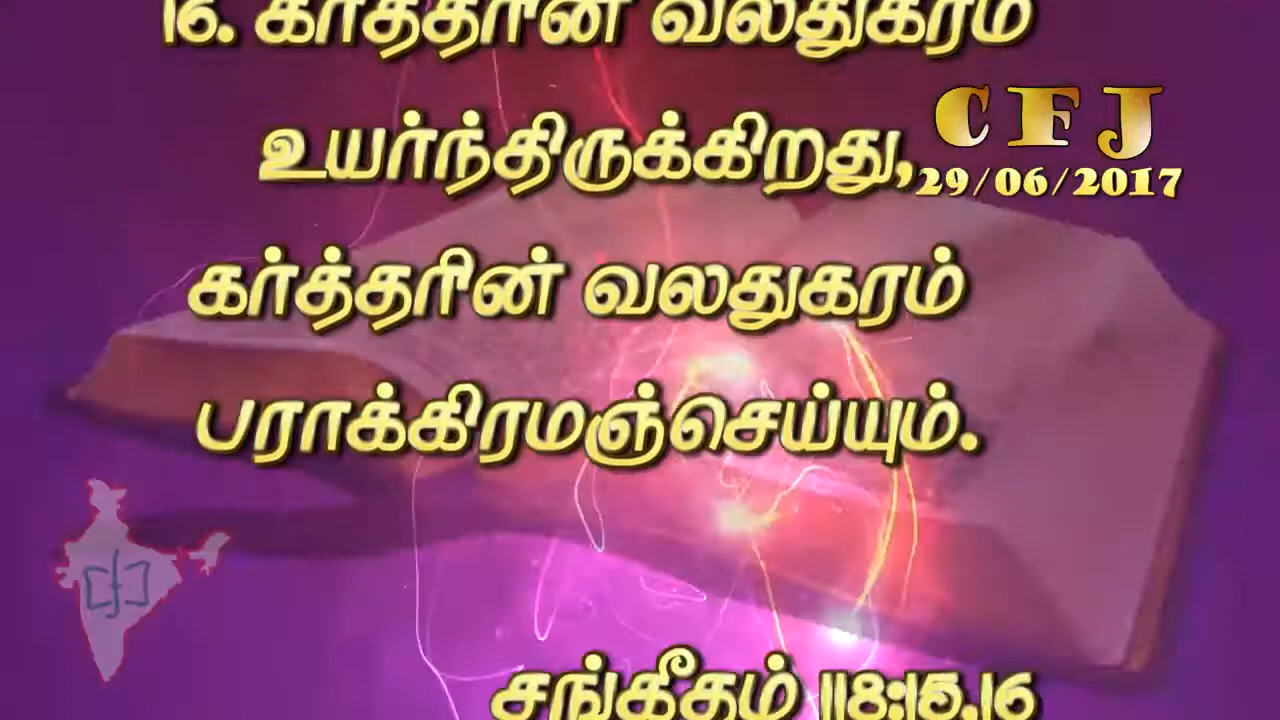 16. கர்த்தரின் வலதுகரம்
உயர்ந்திருக்கிறது,
CFJ
29/06/2017
கர்த்தரின் வலதுகரம்
பராக்கிரமஞ்செய்யும்.
சங்கீதம் 118:15,16